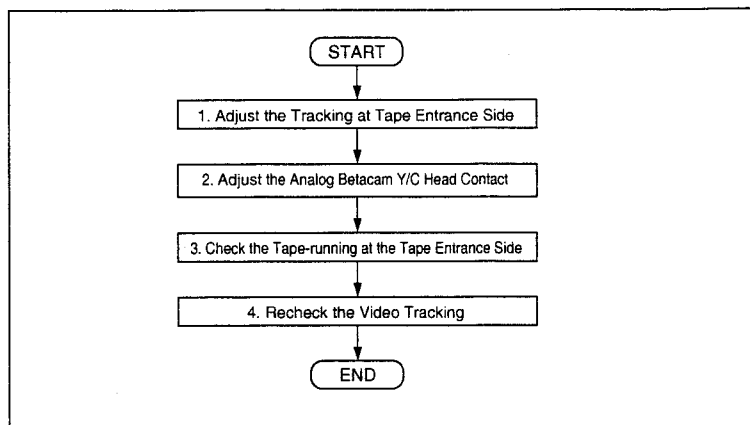 START
1. Adjust the Tracking at Tape Entrance Side
2. Adjust the Analog Betacam Y/C Head Contact
3. Check the Tape-running at the Tape Entrance Side
4. Recheck the Video Tracking
END